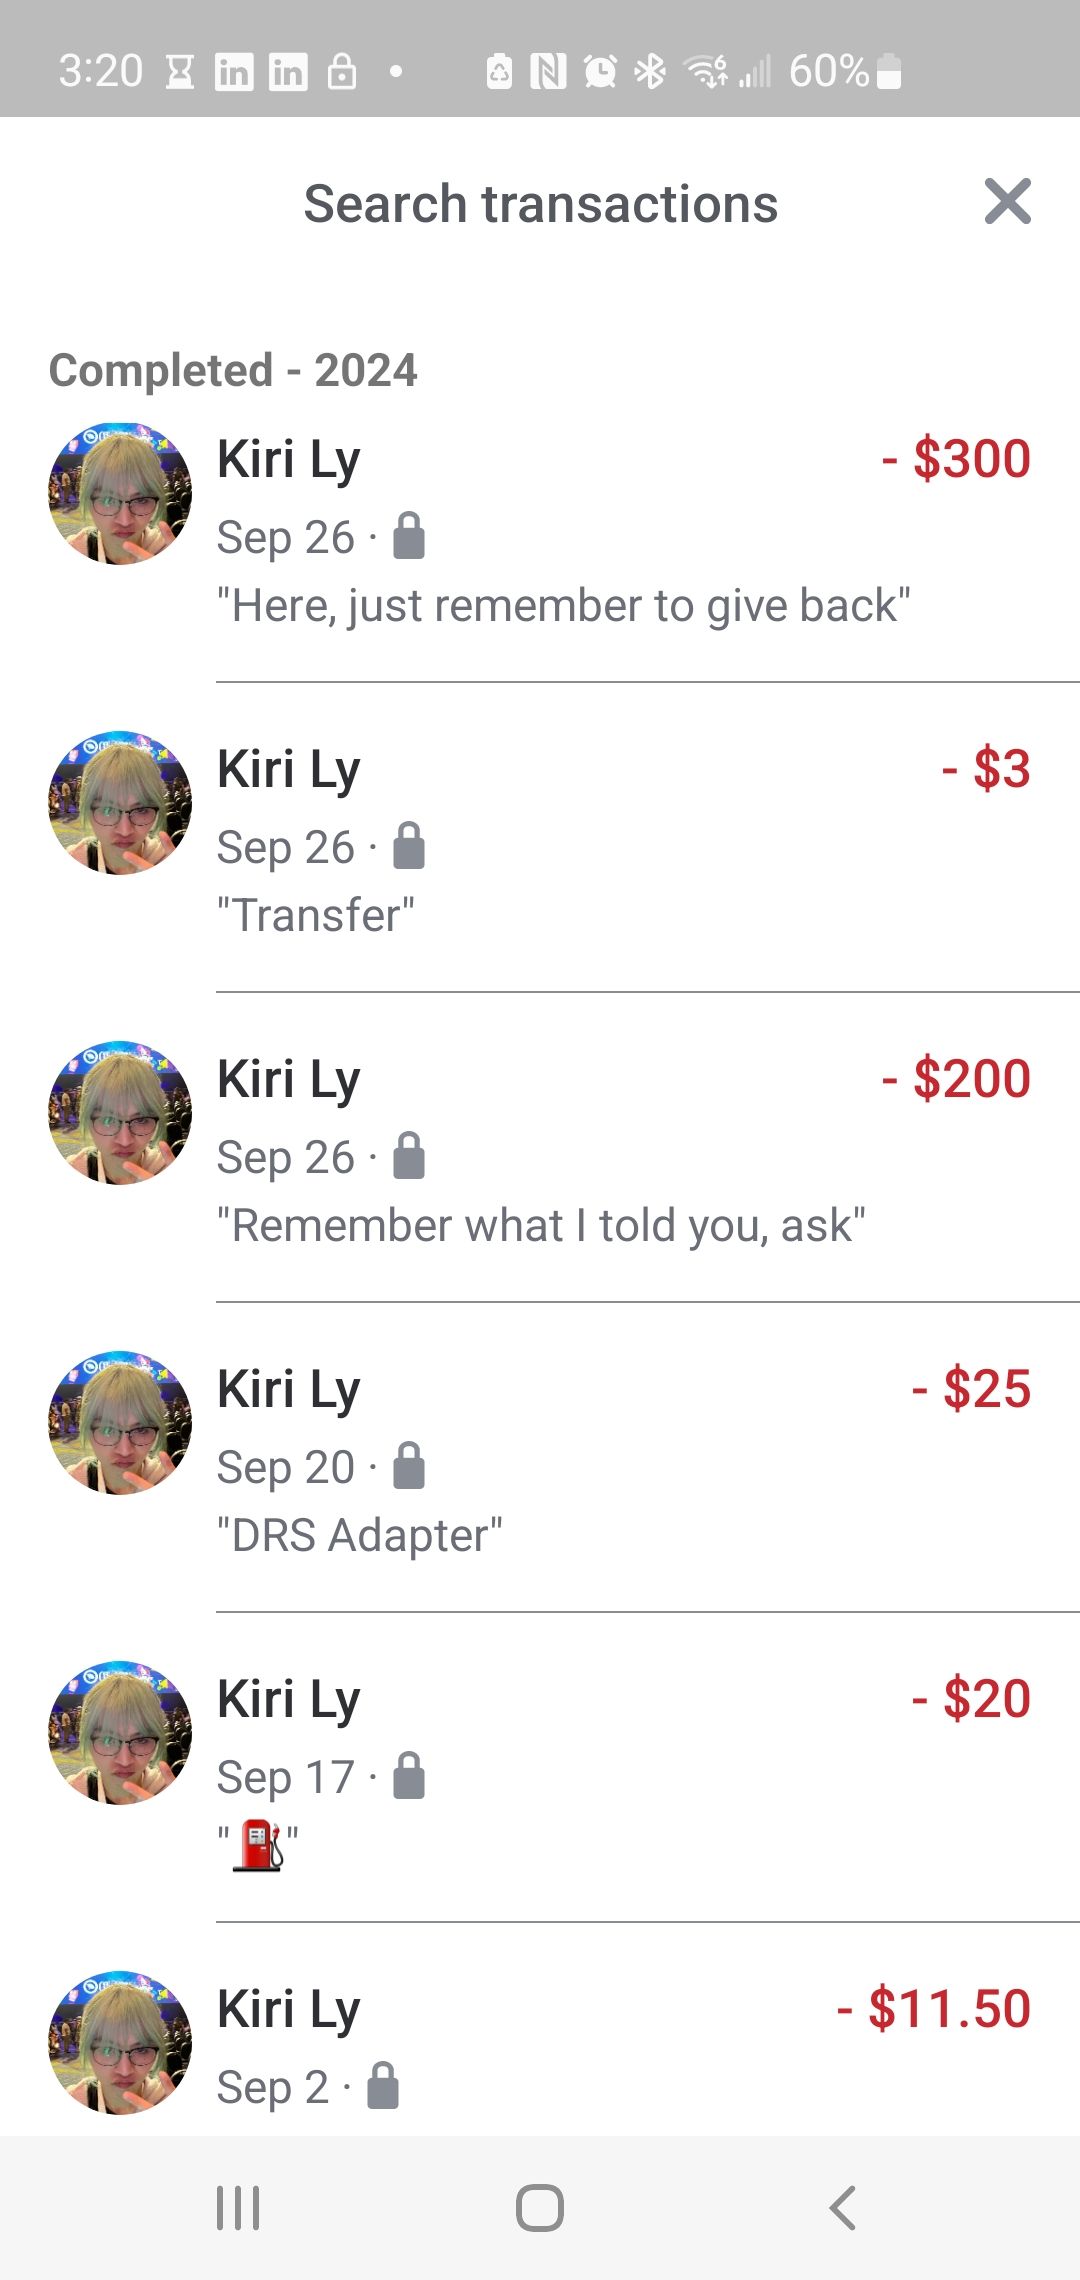 3:20 60%
Search transactions
Completed - 2024
Kiri Ly - $300
Sep 26 ·
"Here, just remember to give back"
Kiri Ly - $3
Sep 26 ·
"Transfer"
Kiri Ly - $200
Sep 26 ·
"Remember what I told you, ask"
Kiri Ly - $25
Sep 20 ·
"DRS Adapter"
Kiri Ly - $20
Sep 17 ·
"⛽"
Kiri Ly - $11.50
Sep 2 ·